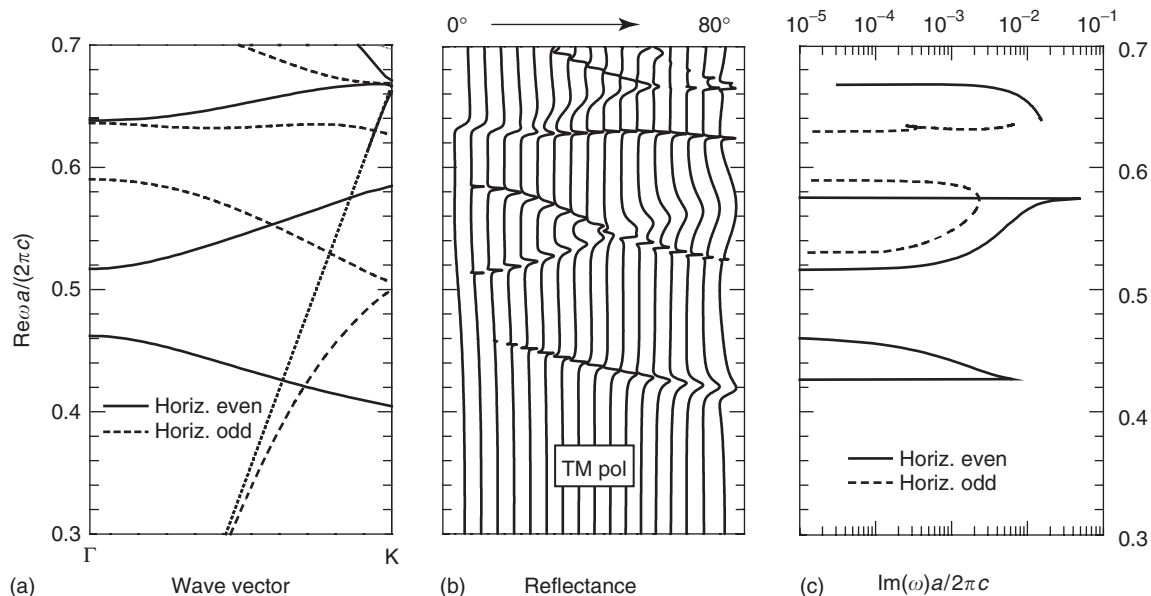 0.7
0.6
0.5
0.4
0.3
Re ωa/(2πc)
Horiz. even
Horiz. odd
Γ
K
(a)
Wave vector
0°
80°
TM pol
(b)
Reflectance
10⁻⁵
10⁻⁴
10⁻³
10⁻²
10⁻¹
0.7
0.6
0.5
0.4
0.3
Horiz. even
Horiz. odd
(c)
Im(ω)a/2πc